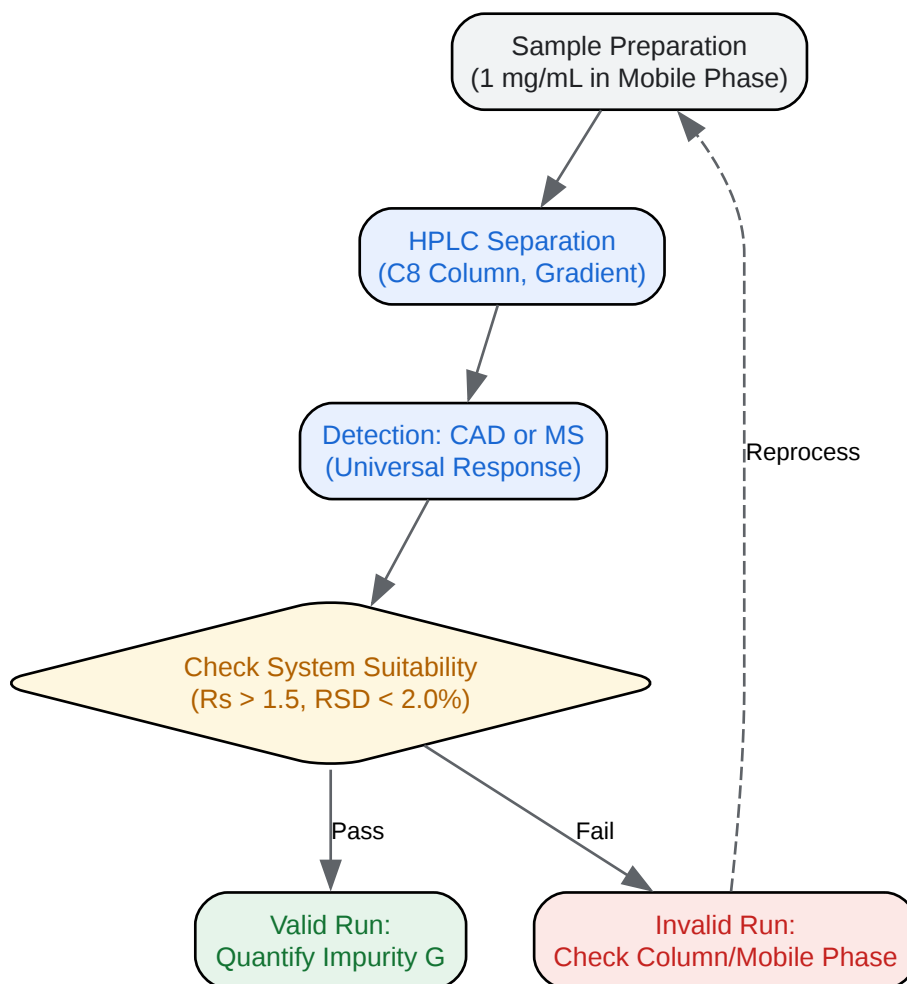 Sample Preparation
(1 mg/mL in Mobile Phase)
HPLC Separation
(C8 Column, Gradient)
Detection: CAD or MS
(Universal Response)
Reprocess
Check System Suitability
(Rs > 1.5, RSD < 2.0%)
Pass
Fail
Valid Run:
Quantify Impurity G
Invalid Run:
Check Column/Mobile Phase